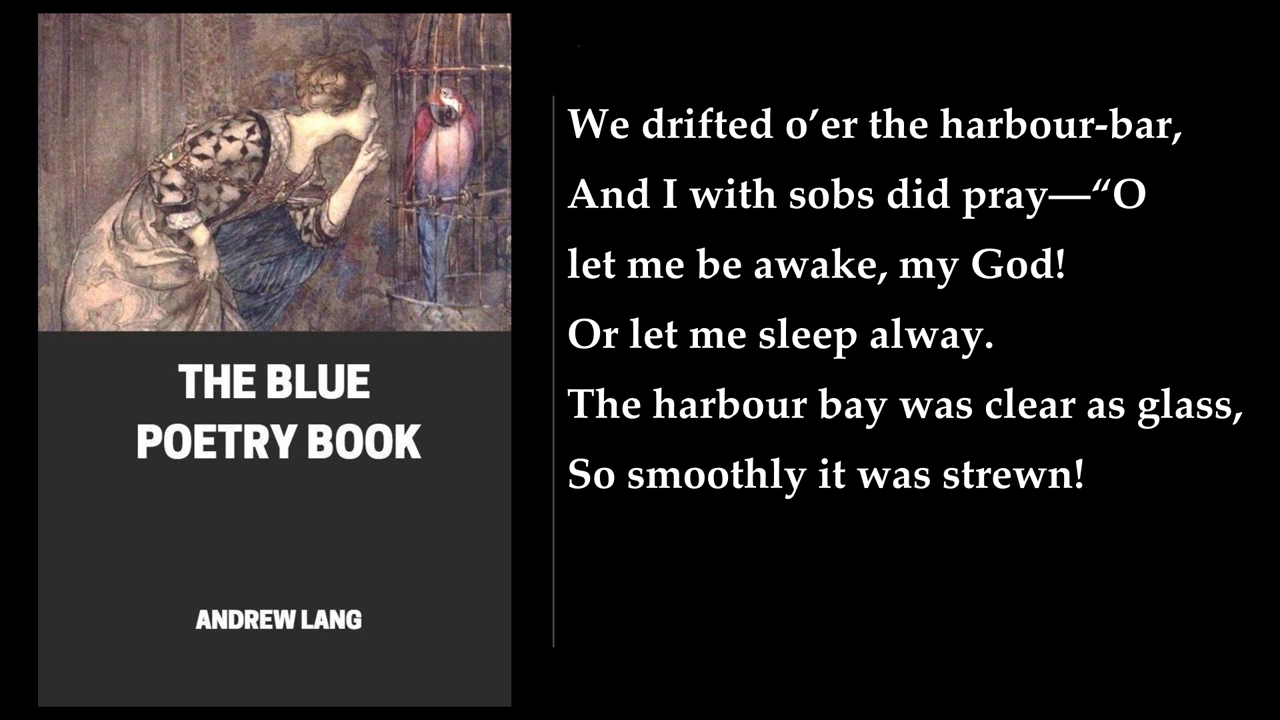 THE BLUE
POETRY BOOK
ANDREW LANG
We drifted o’er the harbour-bar,
And I with sobs did pray—“O
let me be awake, my God!
Or let me sleep alway.
The harbour bay was clear as glass,
So smoothly it was strewn!